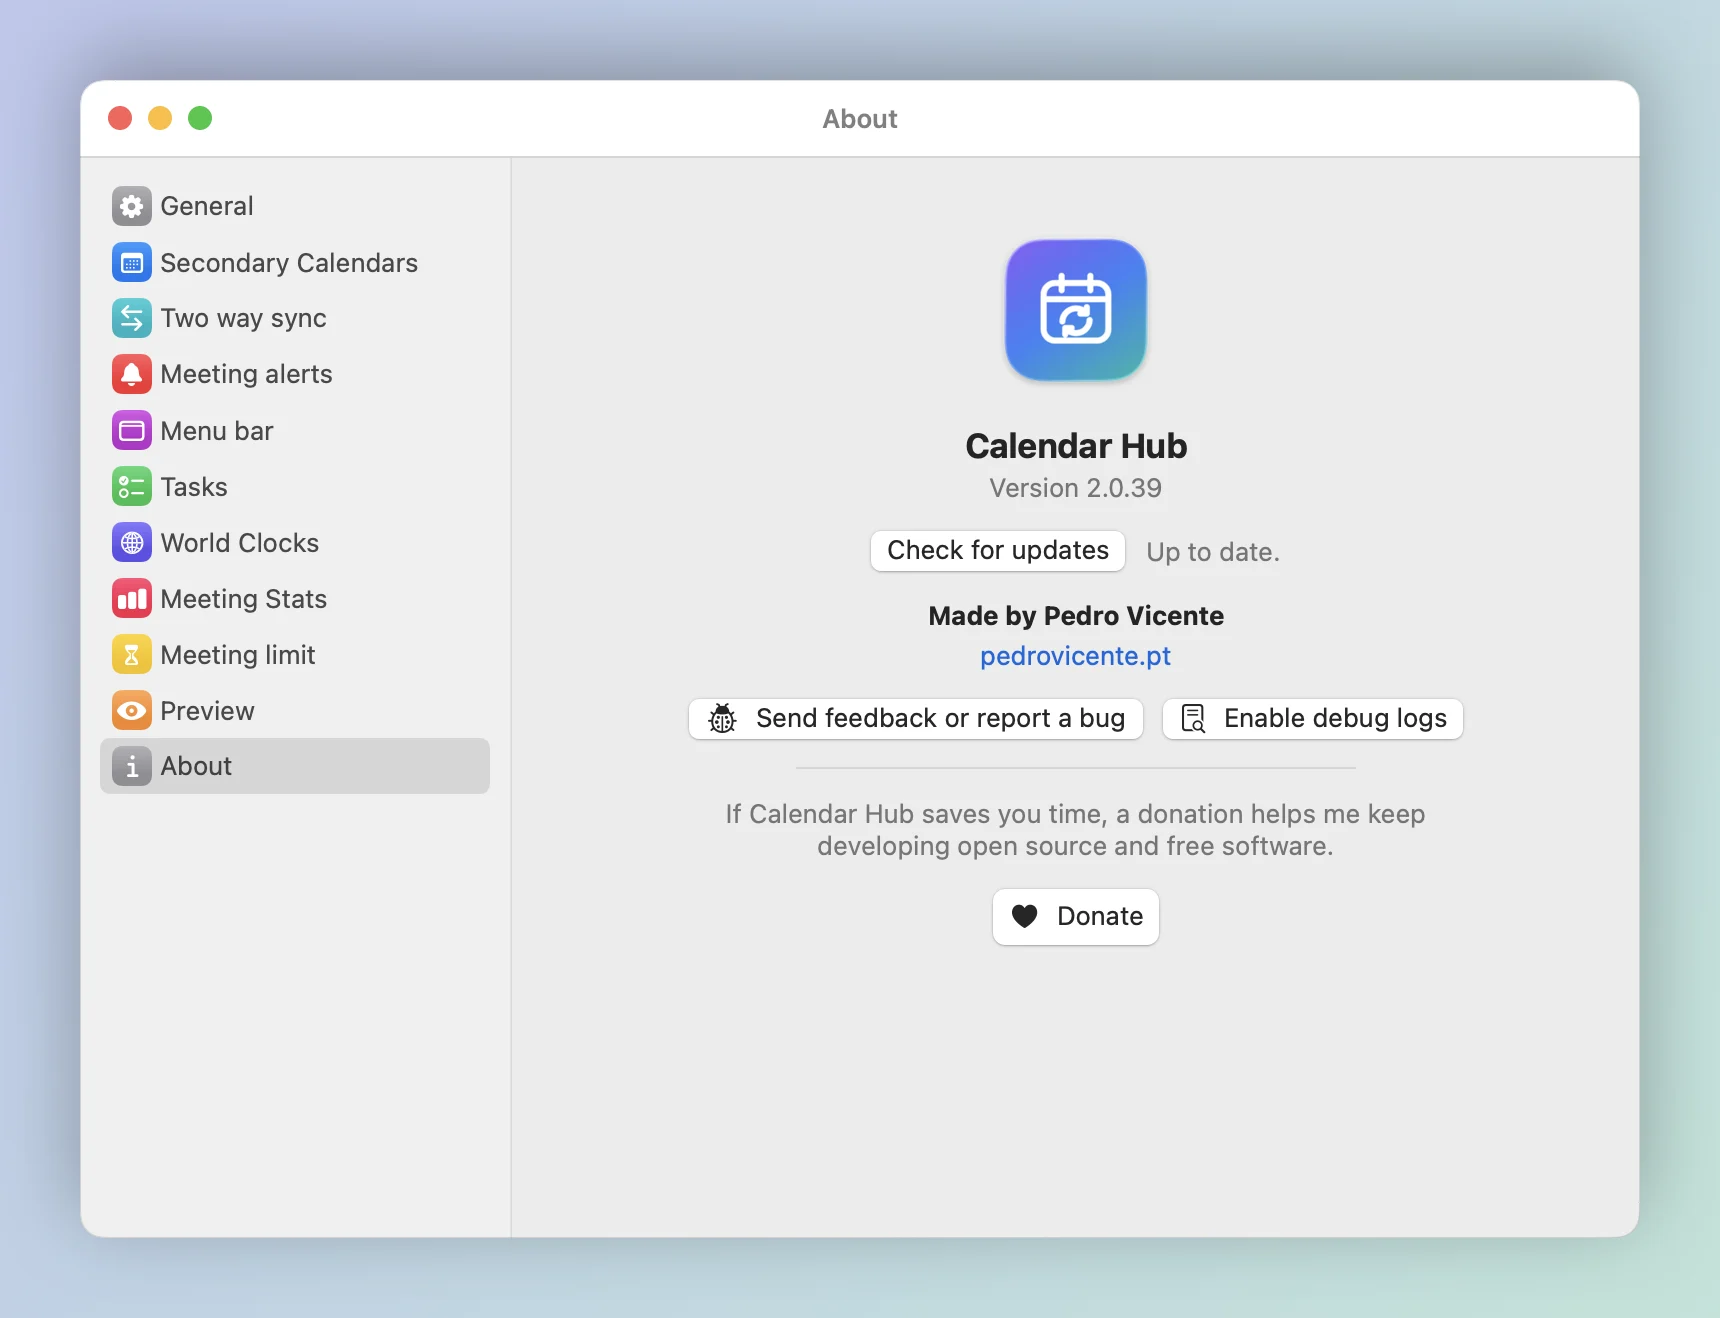 About
General
Secondary Calendars
Two way sync
Meeting alerts
Menu bar
Tasks
World Clocks
Meeting Stats
Meeting limit
Preview
About
Calendar Hub
Version 2.0.39
Check for updates Up to date.
Made by Pedro Vicente
pedrovicente.pt
Send feedback or report a bug Enable debug logs
If Calendar Hub saves you time, a donation helps me keep
developing open source and free software.
Donate